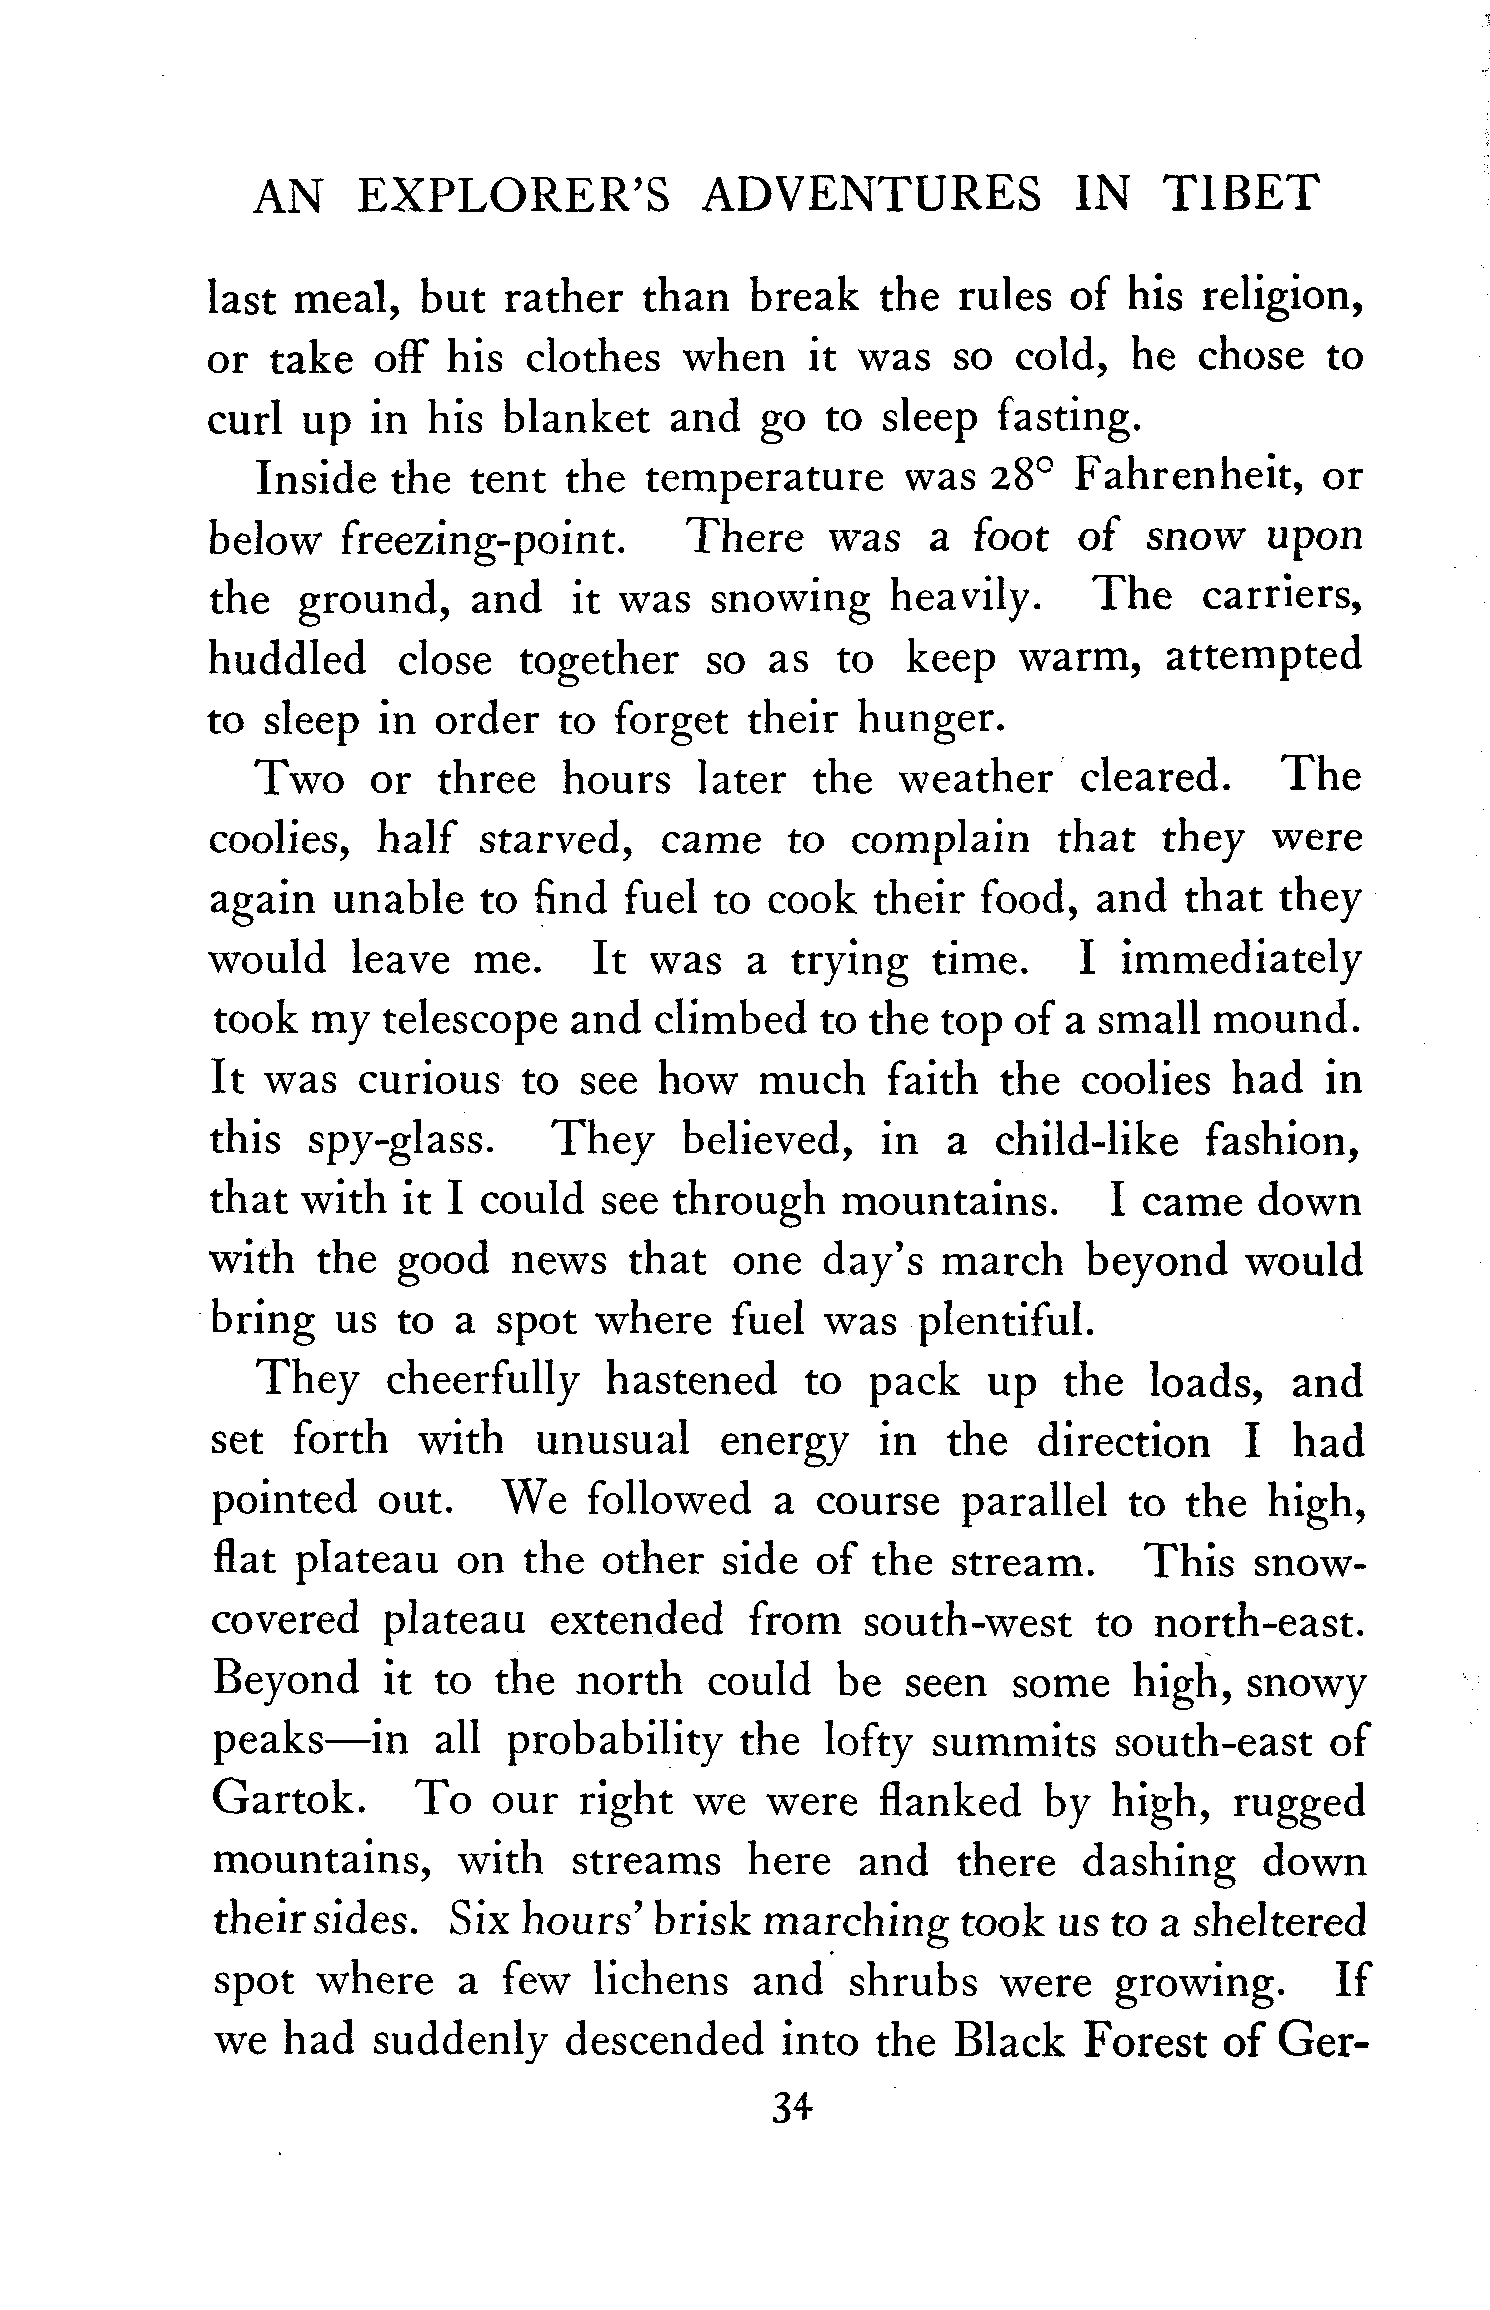 AN EXPLORER'S ADVENTURES IN TIBET
last meal, but rather than break the rules of his religion,
or take off his clothes when it was so cold, he chose to
curl up in his blanket and go to sleep fasting.
Inside the tent the temperature was 28° Fahrenheit, or
below freezing-point. There was a foot of snow upon
the ground, and it was snowing heavily. The carriers,
huddled close together so as to keep warm, attempted
to sleep in order to forget their hunger.
Two or three hours later the weather cleared. The
coolies, half starved, came to complain that they were
again unable to find fuel to cook their food, and that they
would leave me. It was a trying time. I immediately
took my telescope and climbed to the top of a small mound.
It was curious to see how much faith the coolies had in
this spy-glass. They believed, in a child-like fashion,
that with it I could see through mountains. I came down
with the good news that one day's march beyond would
bring us to a spot where fuel was plentiful.
They cheerfully hastened to pack up the loads, and
set forth with unusual energy in the direction I had
pointed out. We followed a course parallel to the high,
flat plateau on the other side of the stream. This snow-
covered plateau extended from south-west to north-east.
Beyond it to the north could be seen some high, snowy
peaks—in all probability the lofty summits south-east of
Gartok. To our right we were flanked by high, rugged
mountains, with streams here and there dashing down
their sides. Six hours' brisk marching took us to a sheltered
spot where a few lichens and shrubs were growing. If
we had suddenly descended into the Black Forest of Ger-
34